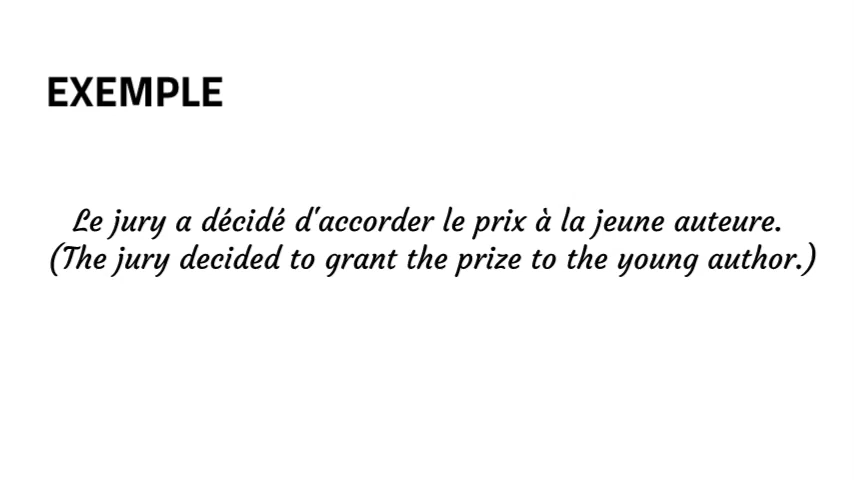 EXEMPLE
Le jury a décidé d'accorder le prix à la jeune auteure.
(The jury decided to grant the prize to the young author.)